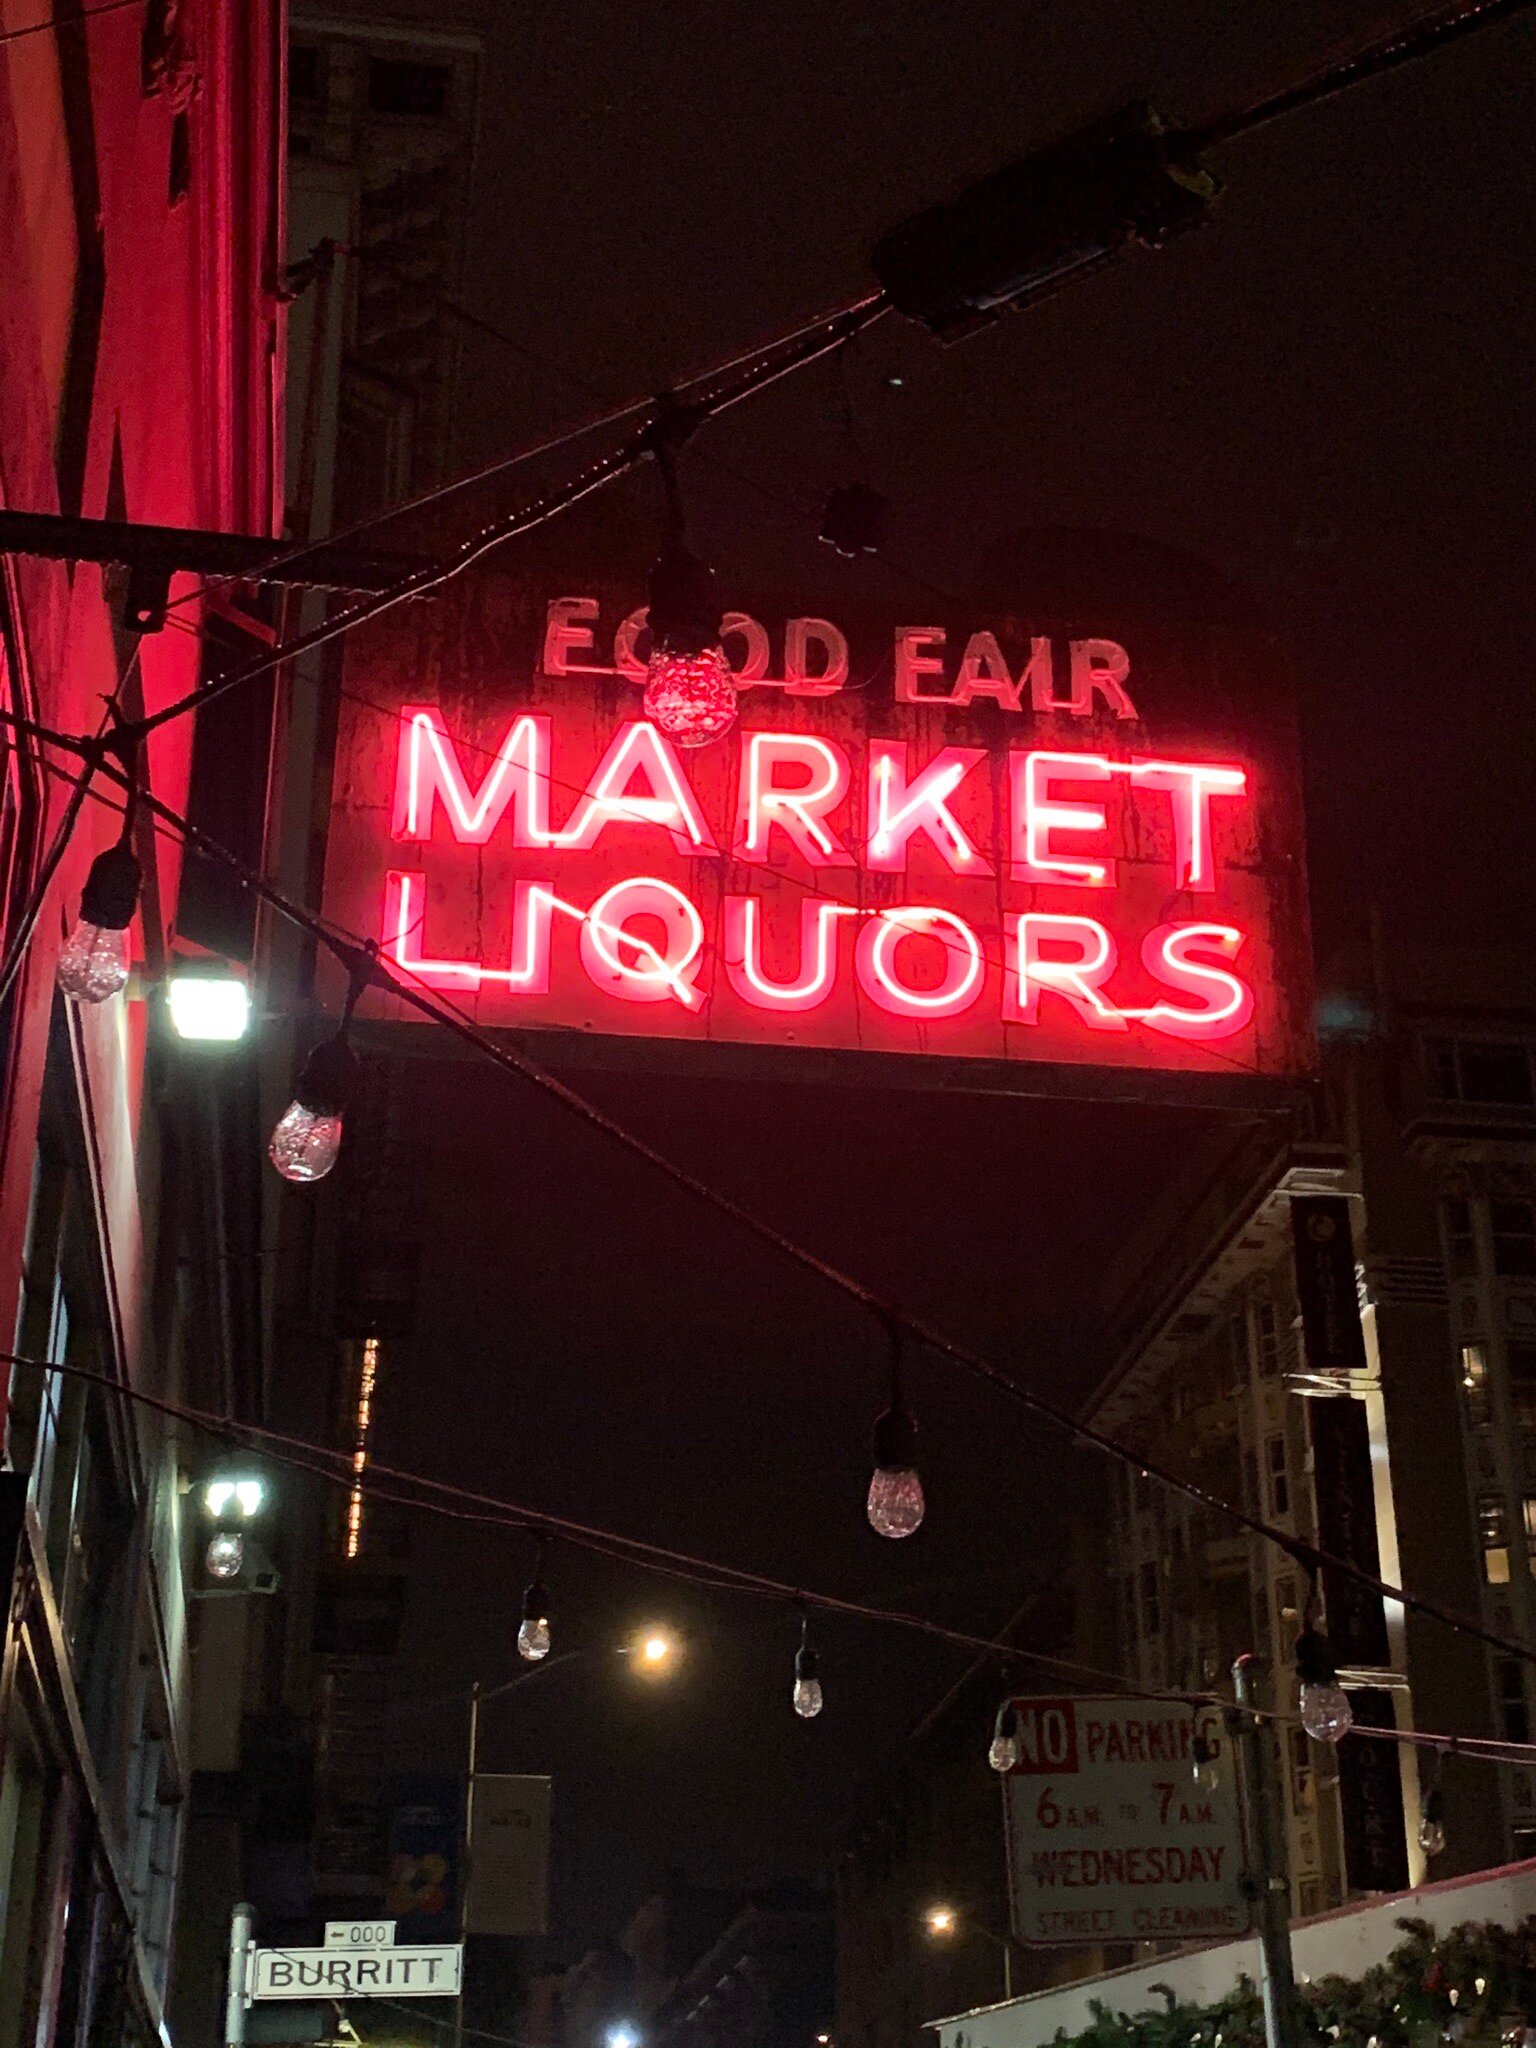 FOOD FAIR
MARKET
LIQUORS
NO PARKING
6 A.M. TO 7 A.M.
WEDNESDAY
STREET CLEANING
← 000
BURRITT